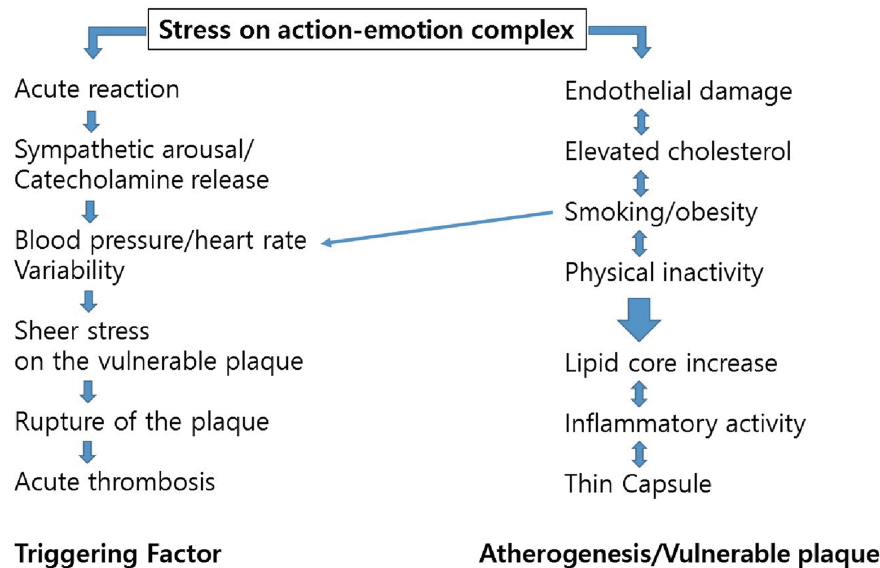 Stress on action-emotion complex
Acute reaction
Sympathetic arousal/
Catecholamine release
Blood pressure/heart rate
Variability
Sheer stress
on the vulnerable plaque
Rupture of the plaque
Acute thrombosis
Triggering Factor
Endothelial damage
Elevated cholesterol
Smoking/obesity
Physical inactivity
Lipid core increase
Inflammatory activity
Thin Capsule
Atherogenesis/Vulnerable plaque